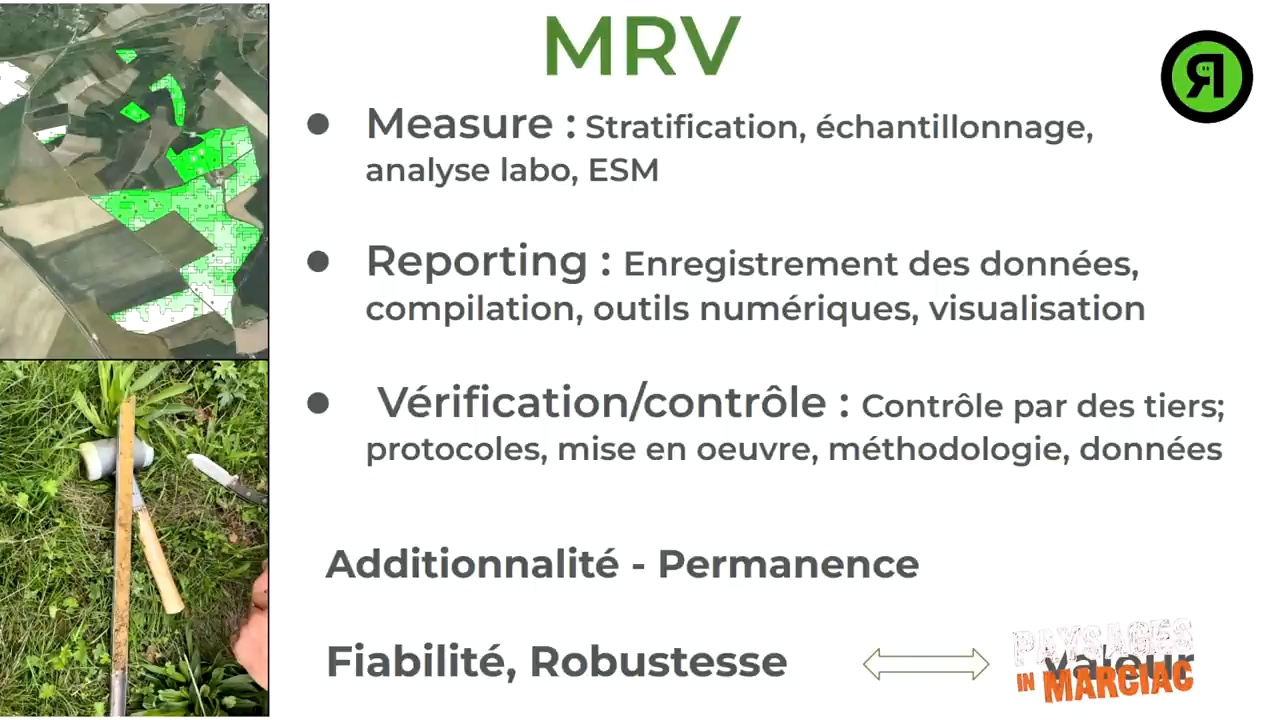 MRV
Measure : Stratification, échantillonnage,
analyse labo, ESM
Reporting : Enregistrement des données,
compilation, outils numériques, visualisation
Vérification/contrôle : Contrôle par des tiers;
protocoles, mise en oeuvre, méthodologie, données
Additionnalité - Permanence
Fiabilité, Robustesse
PAYSAGES
valeur
IN MARCIAC